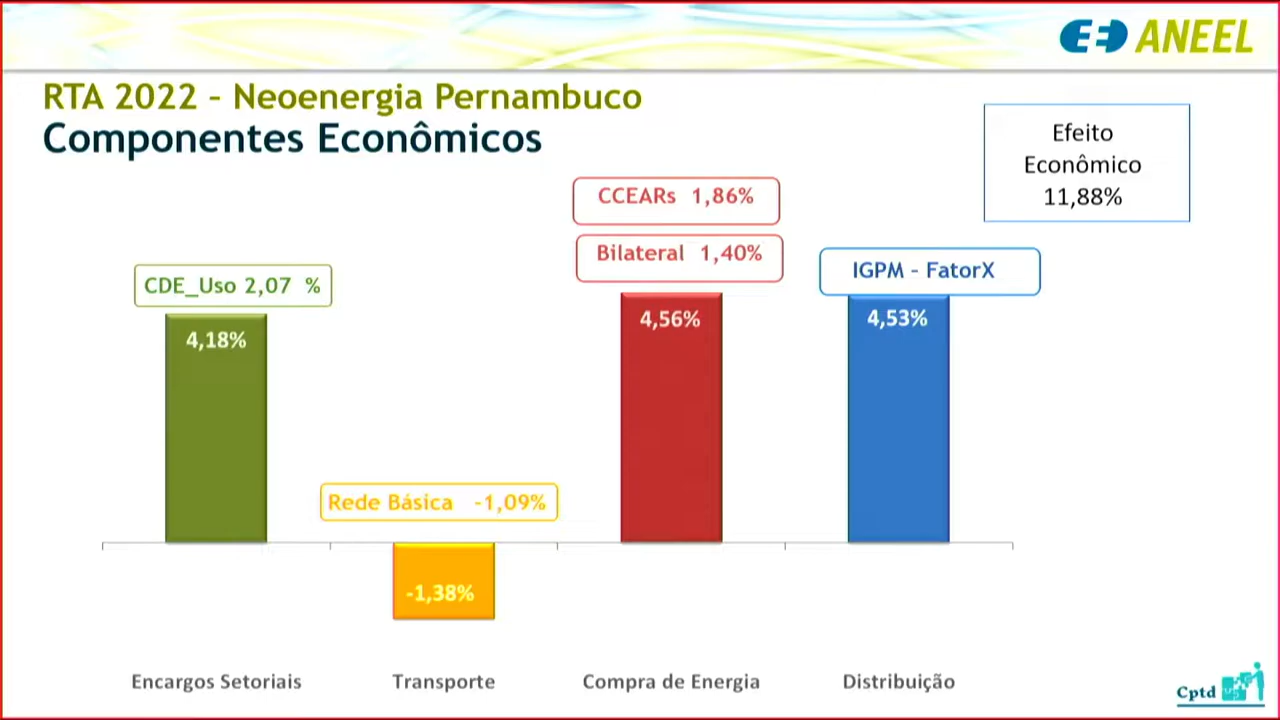 ANEEL
RTA 2022 – Neoenergia Pernambuco
Componentes Econômicos
Efeito
Econômico
11,88%
CCEARs 1,86%
Bilateral 1,40%
IGPM - FatorX
CDE_Uso 2,07 %
4,18%
4,56%
4,53%
Rede Básica -1,09%
-1,38%
Encargos Setoriais
Transporte
Compra de Energia
Distribuição
Cptd